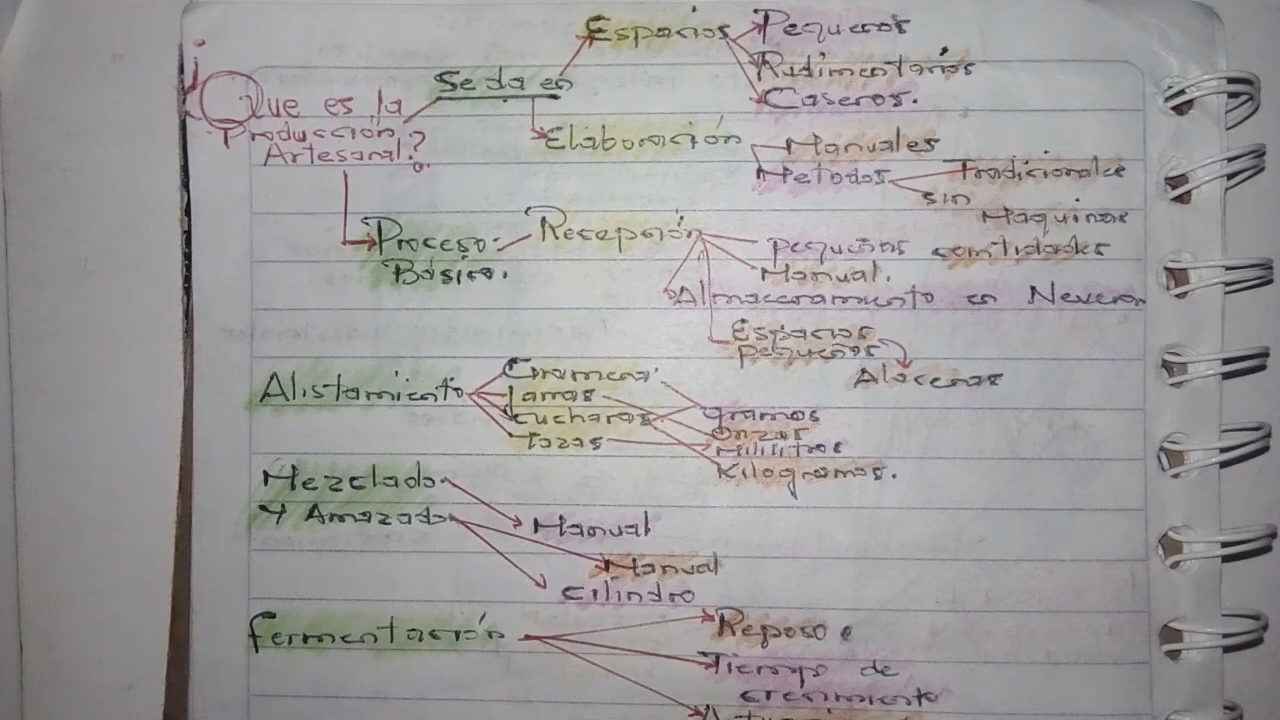 Espacios
Pequeños
Rudimentarios
Caseros.
Se da en
¿Que es la
Producción
Artesanal?
Elaboración
Manuales
Metodos
Tradicionales
sin
Maquinas
Proceso
Básico.
Recepción
pequeñas cantidades
Manual.
Almacenamiento en Nevera
Espacios
pequeños
Alacenas
Alistamiento
Gramera
Jarras
Cucharas
Tazas
gramos
Onzas
Mililitros
Kilogramos.
Mezclado
Y Amazado
Manual
Manual
Cilindro
fermentación
Reposo e
Tiempo de
crecimiento